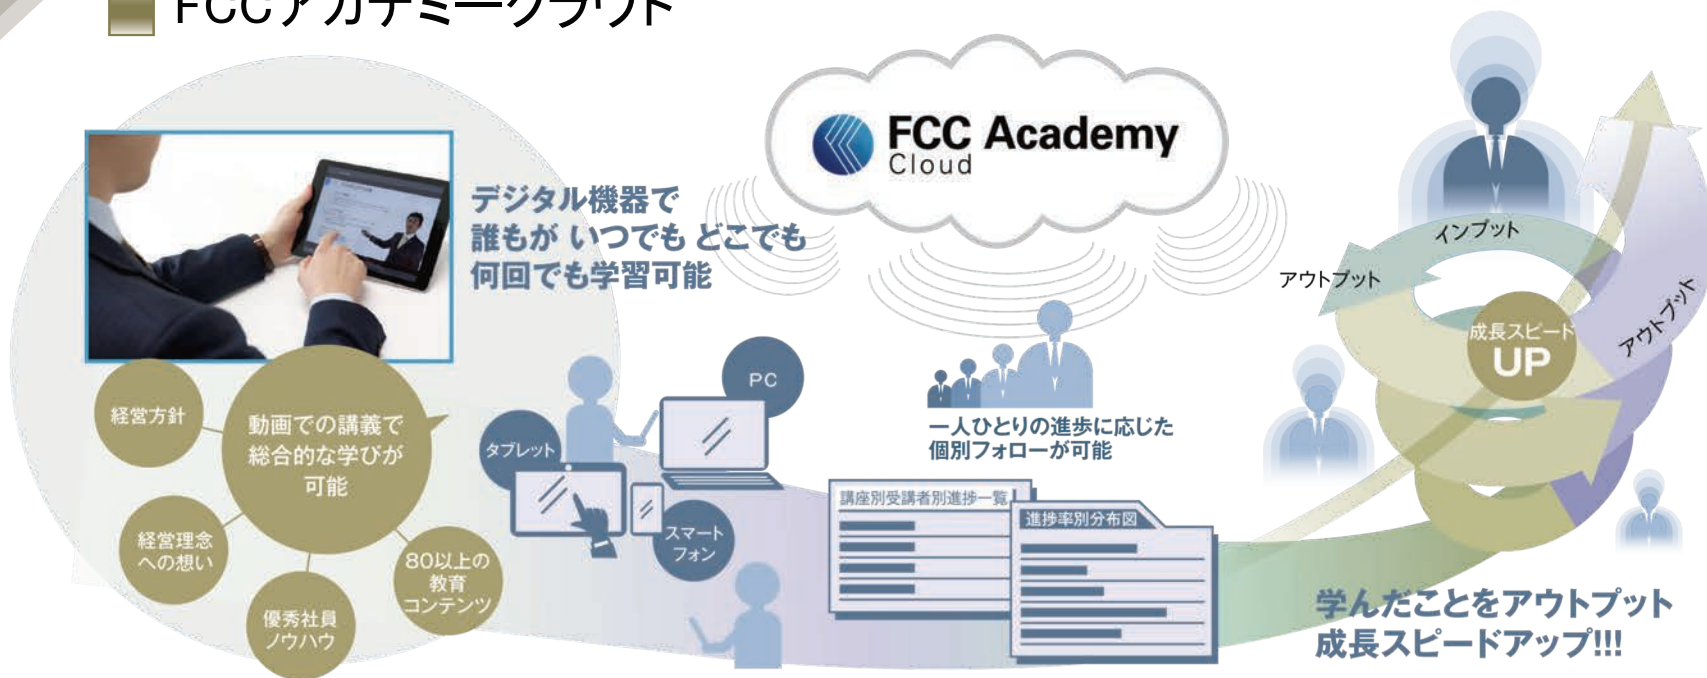 FCCアカデミークラウド
FCC Academy
Cloud
デジタル機器で
誰もが いつでも どこでも
何回でも学習可能
経営方針
動画での講義で
総合的な学びが
可能
経営理念
への想い
優秀社員
ノウハウ
80以上の
教育
コンテンツ
PC
タブレット
スマート
フォン
一人ひとりの進歩に応じた
個別フォローが可能
講座別受講者別進捗一覧
進捗率別分布図
インプット
アウトプット
アウトプット
成長スピード
UP
学んだことをアウトプット
成長スピードアップ!!!